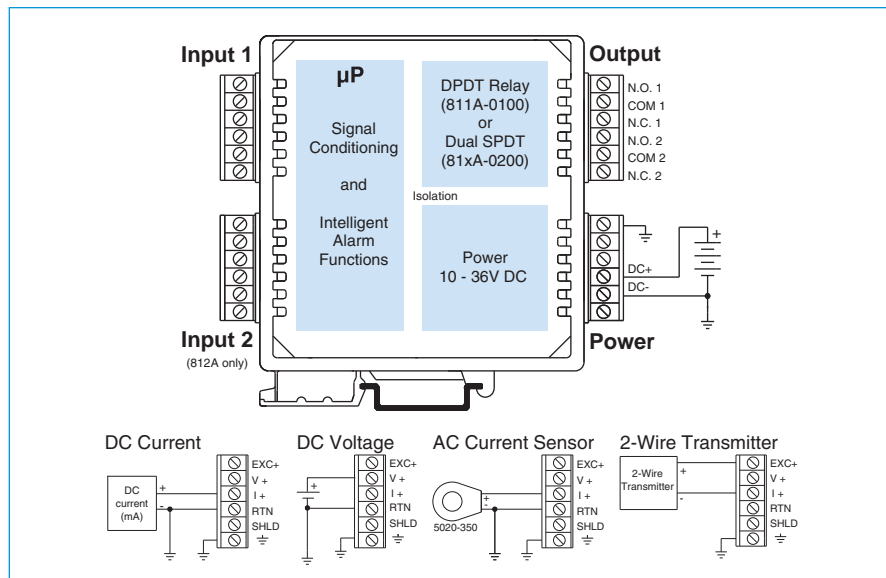 Input 1
Output
µP
Signal
Conditioning
and
Intelligent
Alarm
Functions
DPDT Relay
(811A-0100)
or
Dual SPDT
(81xA-0200)
Isolation
Power
10 - 36V DC
N.O. 1
COM 1
N.C. 1
N.O. 2
COM 2
N.C. 2
+
DC+
DC-
Input 2
(812A only)
Power
DC Current
DC
current
(mA)
+
-
EXC+
V +
I +
RTN
SHLD
DC Voltage
+
EXC+
V +
I +
RTN
SHLD
AC Current Sensor
5020-350
+
-
EXC+
V +
I +
RTN
SHLD
2-Wire Transmitter
2-Wire
Transmitter
+
-
EXC+
V +
I +
RTN
SHLD